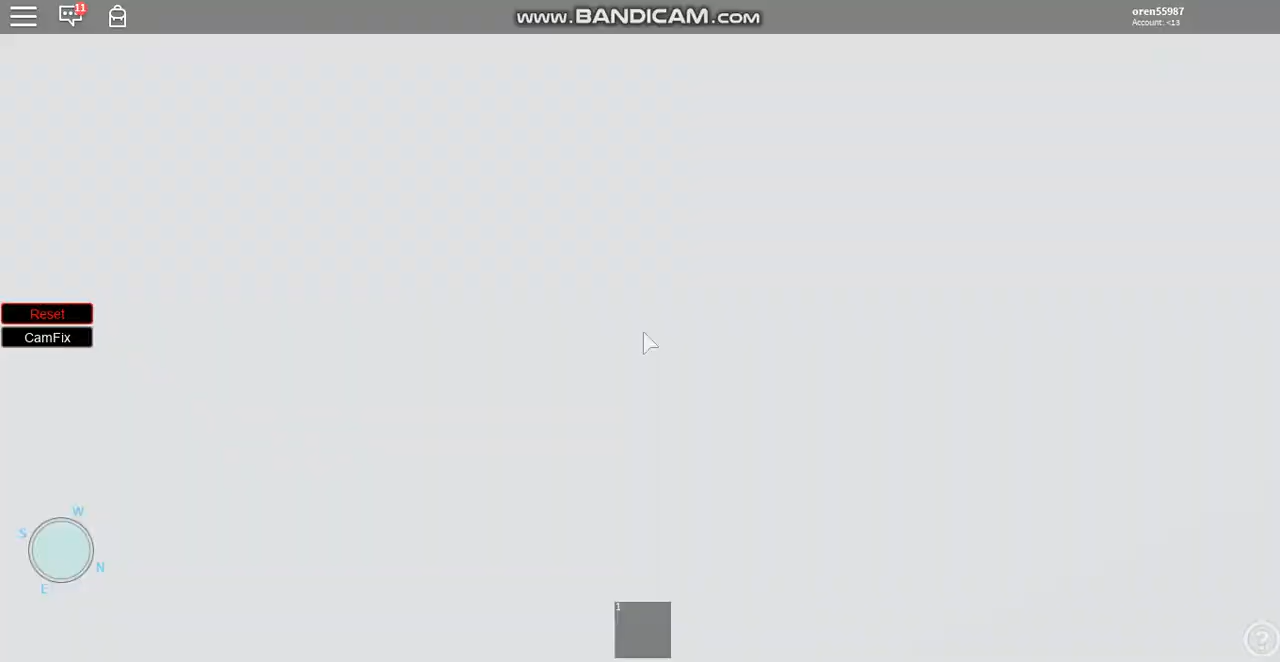 11
www.BANDICAM.com
oren55987
Account: <13
Reset
CamFix
W
S
N
E
1
?